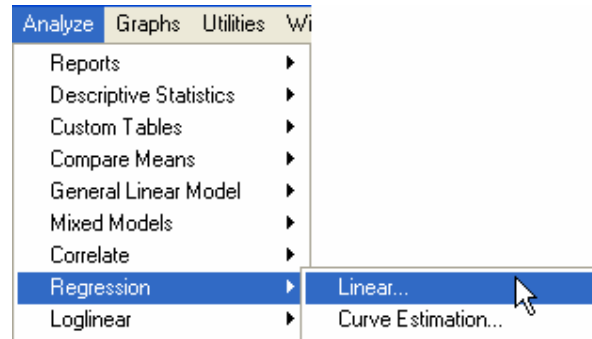 Analyze Graphs Utilities Wi
Reports
Descriptive Statistics
Custom Tables
Compare Means
General Linear Model
Mixed Models
Correlate
Regression
Linear...
Loglinear
Curve Estimation...